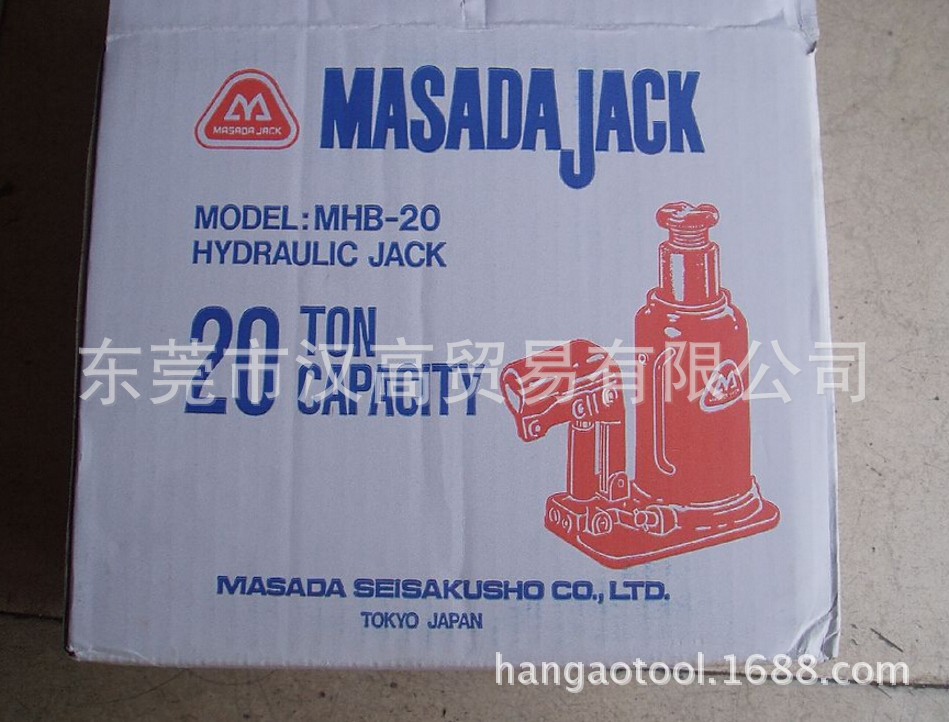 MASADA JACK
MASADA JACK
MODEL: MHB-20
HYDRAULIC JACK
20 TON
CAPACITY
东莞市汉高贸易有限公司
MASADA SEISAKUSHO CO., LTD.
TOKYO JAPAN
hangaotool.1688.com